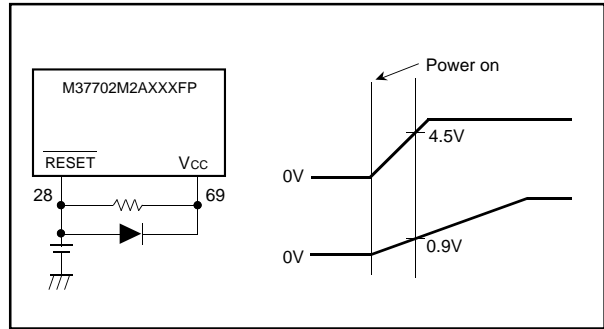 Power on
M37702M2AXXXFP
4.5V
RESET Vcc
0V
28 69
0.9V
0V